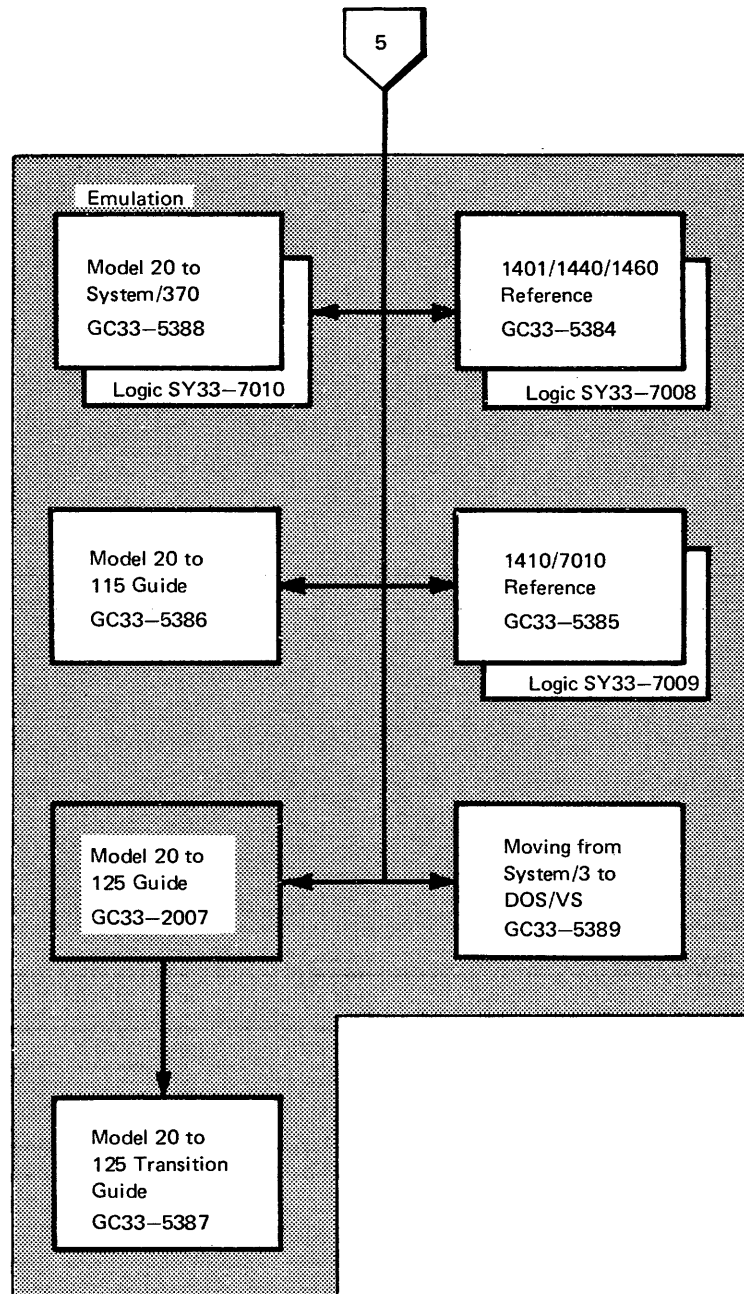 5
Emulation
Model 20 to
System/370
GC33-5388
Logic SY33-7010
1401/1440/1460
Reference
GC33-5384
Logic SY33-7008
Model 20 to
115 Guide
GC33-5386
1410/7010
Reference
GC33-5385
Logic SY33-7009
Model 20 to
125 Guide
GC33-2007
Moving from
System/3 to
DOS/VS
GC33-5389
Model 20 to
125 Transition
Guide
GC33-5387